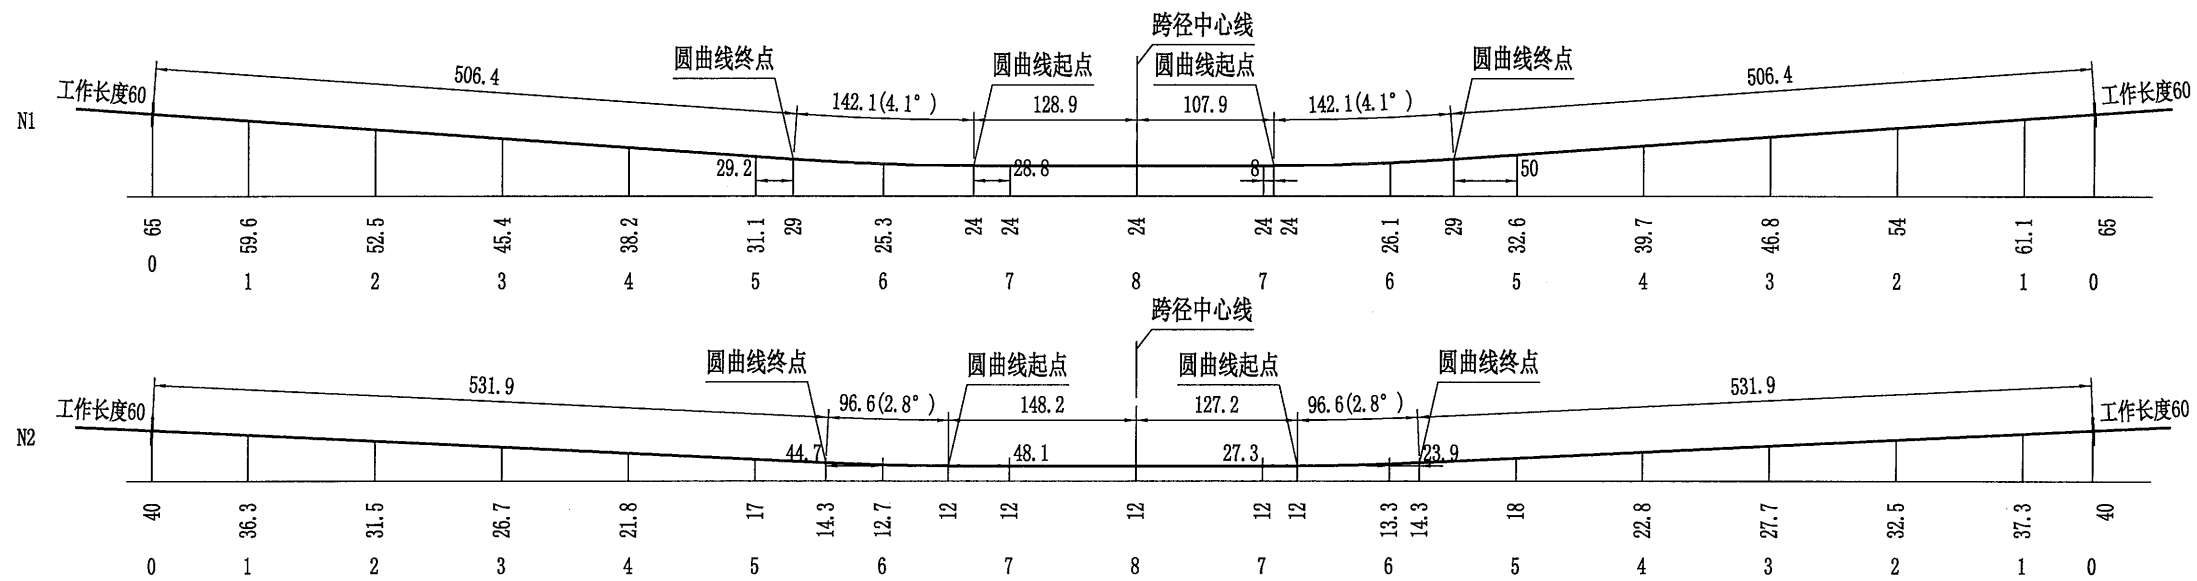 跨径中心线
圆曲线终点 圆曲线起点 圆曲线起点 圆曲线终点
506.4 506.4
工作长度60 142.1(4.1°) 128.9 107.9 142.1(4.1°) 工作长度60
N1
29.2 28.8 8 50
65 59.6 52.5 45.4 38.2 31.1 29 25.3 24 24 24 24 24 26.1 29 32.6 39.7 46.8 54 61.1 65
0 1 2 3 4 5 6 7 8 7 6 5 4 3 2 1 0
跨径中心线
圆曲线终点 圆曲线起点 圆曲线起点 圆曲线终点
531.9 531.9
工作长度60 96.6(2.8°) 148.2 127.2 96.6(2.8°) 工作长度60
N2
44.7 48.1 27.3 23.9
40 36.3 31.5 26.7 21.8 17 14.3 12.7 12 12 12 12 12 13.3 14.3 18 22.8 27.7 32.5 37.3 40
0 1 2 3 4 5 6 7 8 7 6 5 4 3 2 1 0